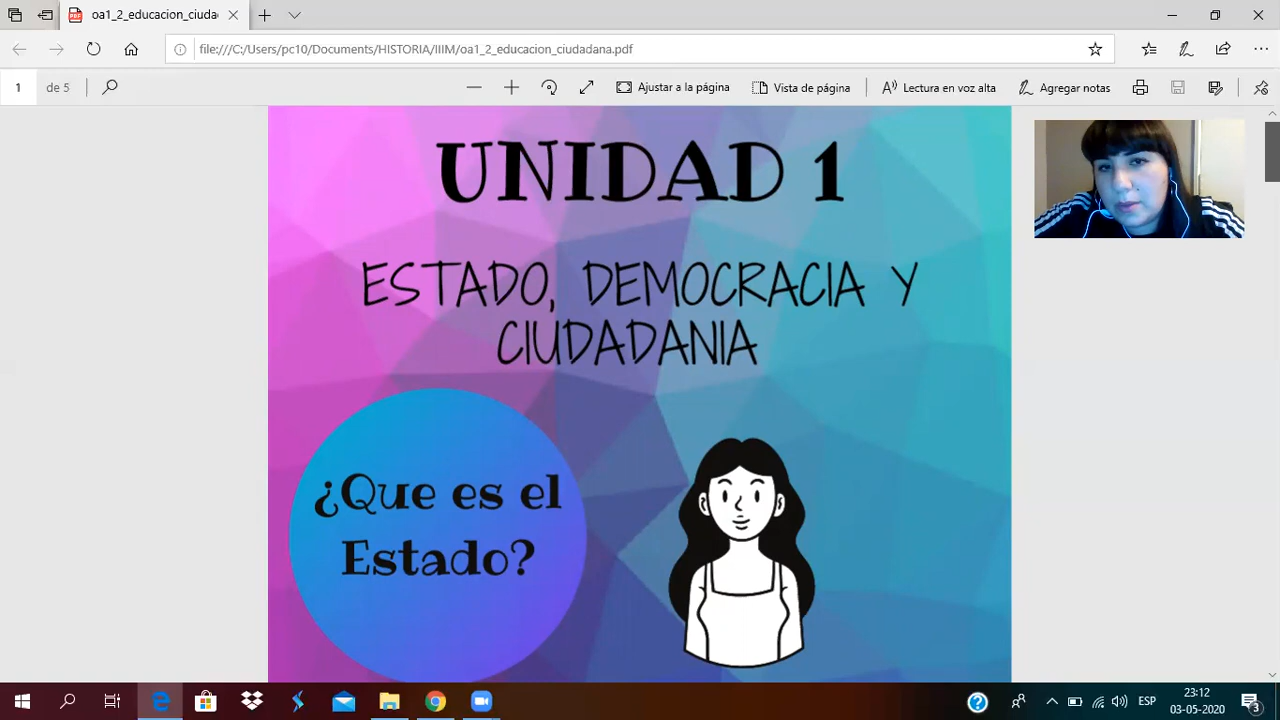 oa1_2_educacion_ciuda
file:///C:/Users/pc10/Documents/HISTORIA/IIIM/oa1_2_educacion_ciudadana.pdf
1 de 5
Ajustar a la página
Vista de página
Lectura en voz alta
Agregar notas
UNIDAD 1
ESTADO, DEMOCRACIA Y
CIUDADANIA
¿Que es el
Estado?
ESP
23:12
03-05-2020
3